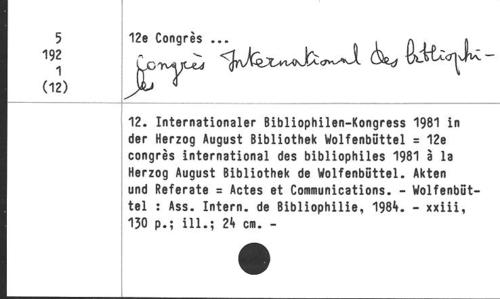 5
192
1
(12)
12e Congrès ...
Congrès International des bibliophi-
les
12. Internationaler Bibliophilen-Kongress 1981 in
der Herzog August Bibliothek Wolfenbüttel = 12e
congrès international des bibliophiles 1981 à la
Herzog August Bibliothek de Wolfenbüttel. Akten
und Referate = Actes et Communications. - Wolfenbüt-
tel : Ass. Intern. de Bibliophilie, 1984. - xxiii,
130 p.; ill.; 24 cm. -